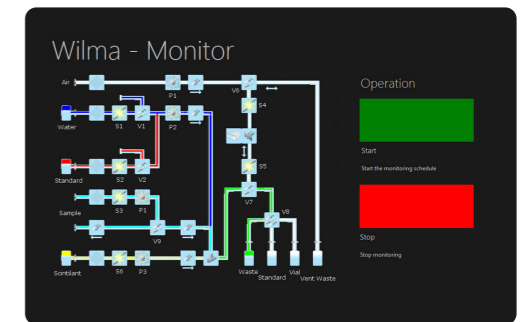 Wilma - Monitor
Operation
Air
P1
V6
S4
Water
S1
V1
P2
Start
Start the monitoring schedule
Standard
S2
V2
S5
V7
Sample
S3
P1
V8
V9
Stop
Stop monitoring
Scintilant
S6
P3
Waste
Standard
Vial
Vent Waste